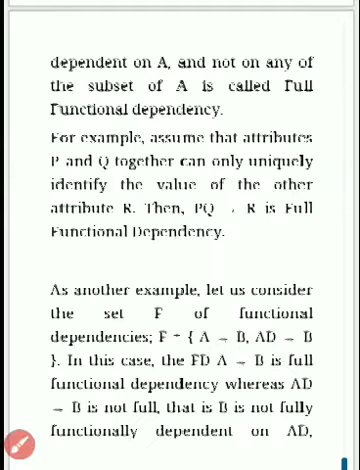 dependent on A, and not on any of
the subset of A is called Full
Functional dependency.
For example, assume that attributes
P and Q together can only uniquely
identify the value of the other
attribute R. Then, PQ → R is Full
Functional Dependency.
As another example, let us consider
the set F of functional
dependencies; F = { A → B, AD → B
}. In this case, the FD A → B is full
functional dependency whereas AD
→ B is not full, that is B is not fully
functionally dependent on AD,